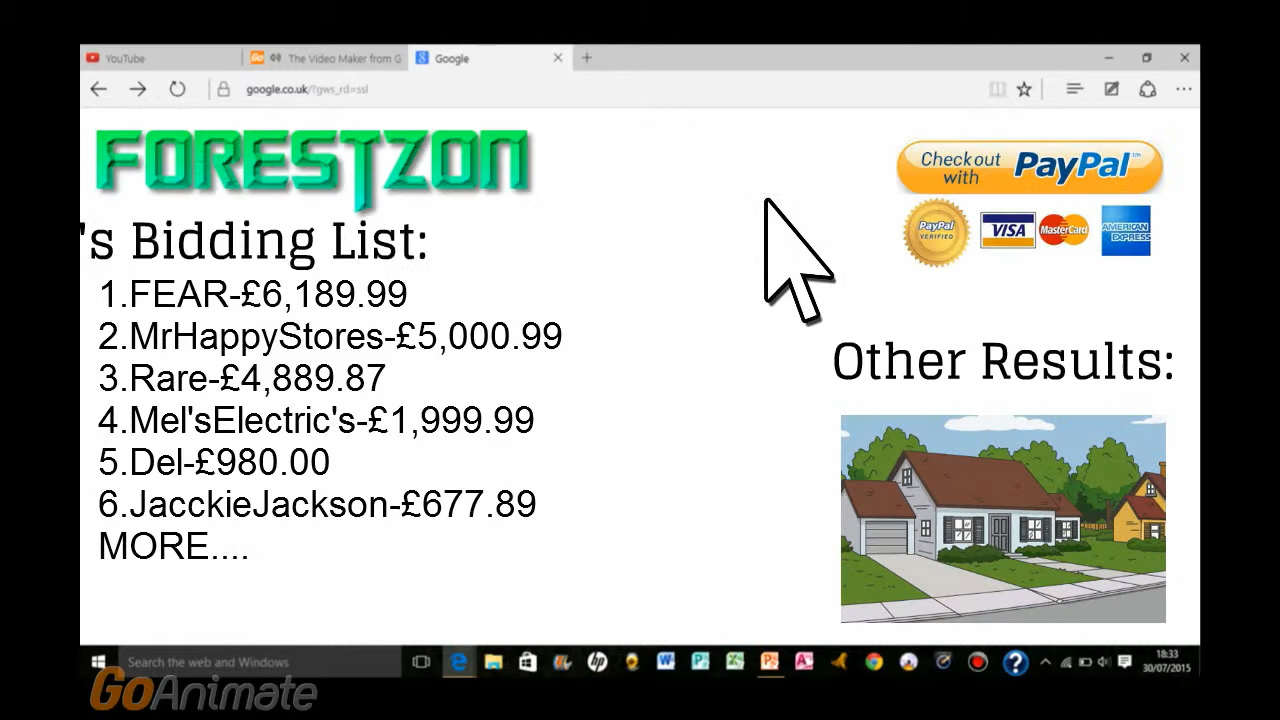 YouTube
The Video Maker from G
Google
google.co.uk/?gws_rd=ssl
FORESTZON
Checkout with PayPal™
PayPal VERIFIED
VISA
MasterCard
AMERICAN EXPRESS
's Bidding List:
1.FEAR-£6,189.99
2.MrHappyStores-£5,000.99
3.Rare-£4,889.87
4.Mel'sElectric's-£1,999.99
5.Del-£980.00
6.JacckieJackson-£677.89
MORE....
Other Results:
Search the web and Windows
18:33
30/07/2015
GoAnimate